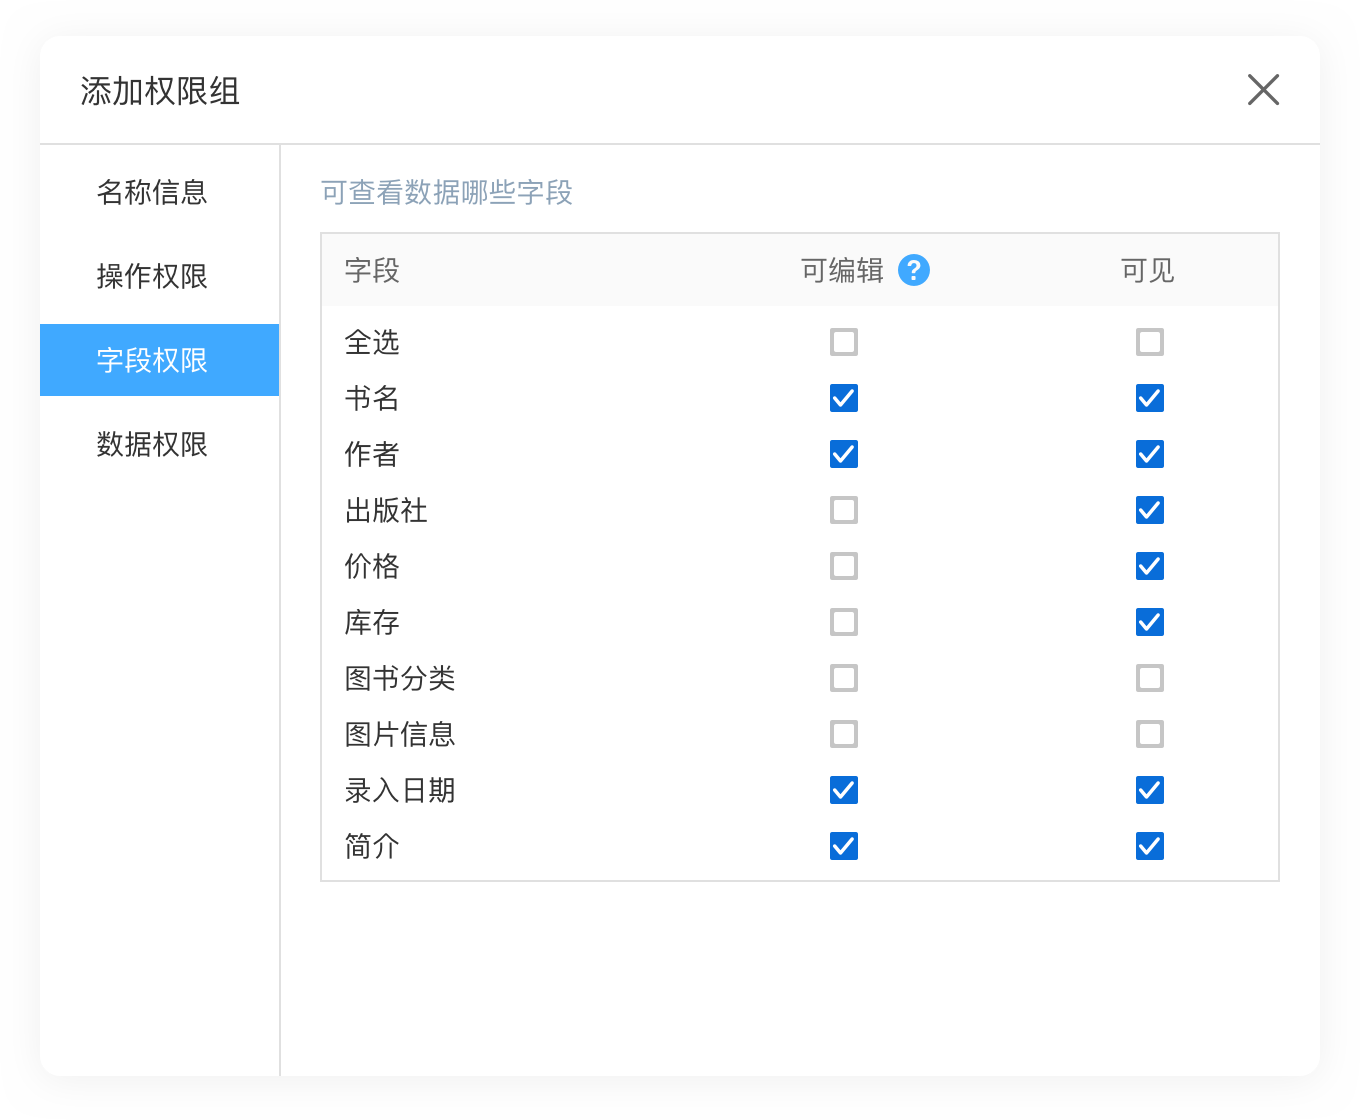 添加权限组
名称信息
操作权限
字段权限
数据权限
可查看数据哪些字段
字段 可编辑 ? 可见
全选
书名
作者
出版社
价格
库存
图书分类
图片信息
录入日期
简介